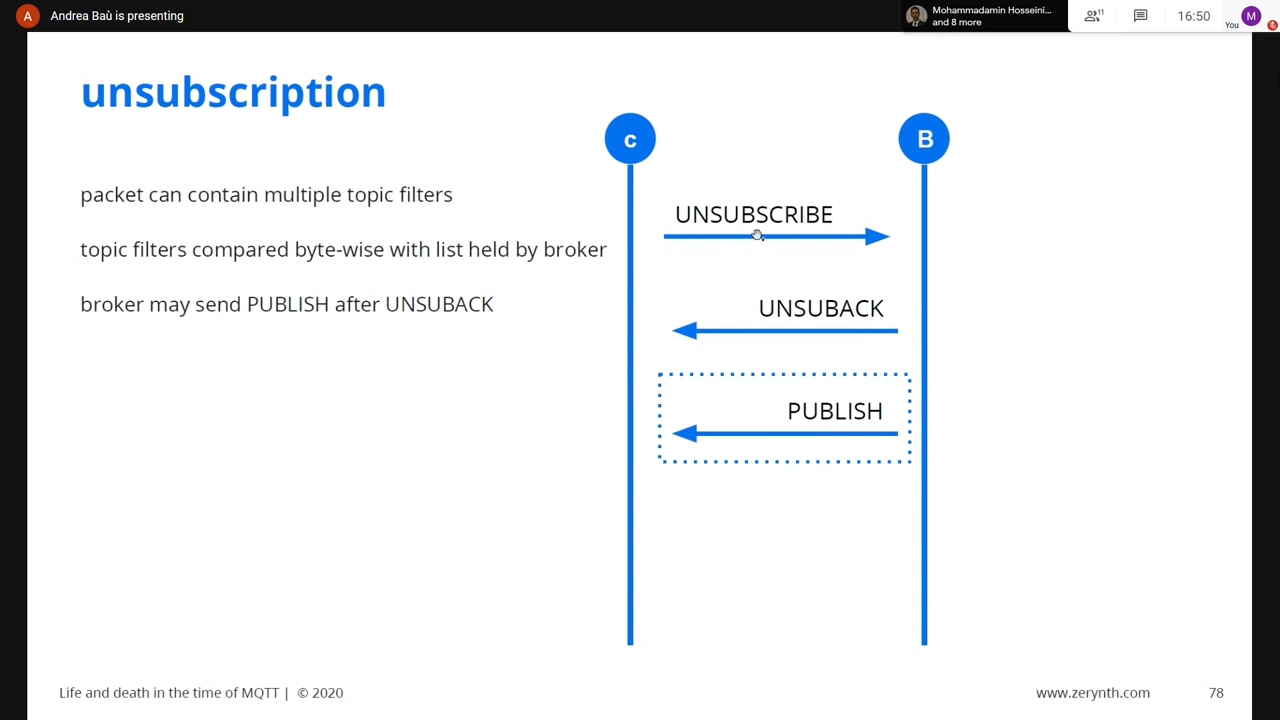 A Andrea Baù is presenting
Mohammadamin Hosseini...
and 8 more
11
16:50
You
M
unsubscription
c
B
packet can contain multiple topic filters
topic filters compared byte-wise with list held by broker
broker may send PUBLISH after UNSUBACK
UNSUBSCRIBE
UNSUBACK
PUBLISH
Life and death in the time of MQTT | © 2020
www.zerynth.com
78